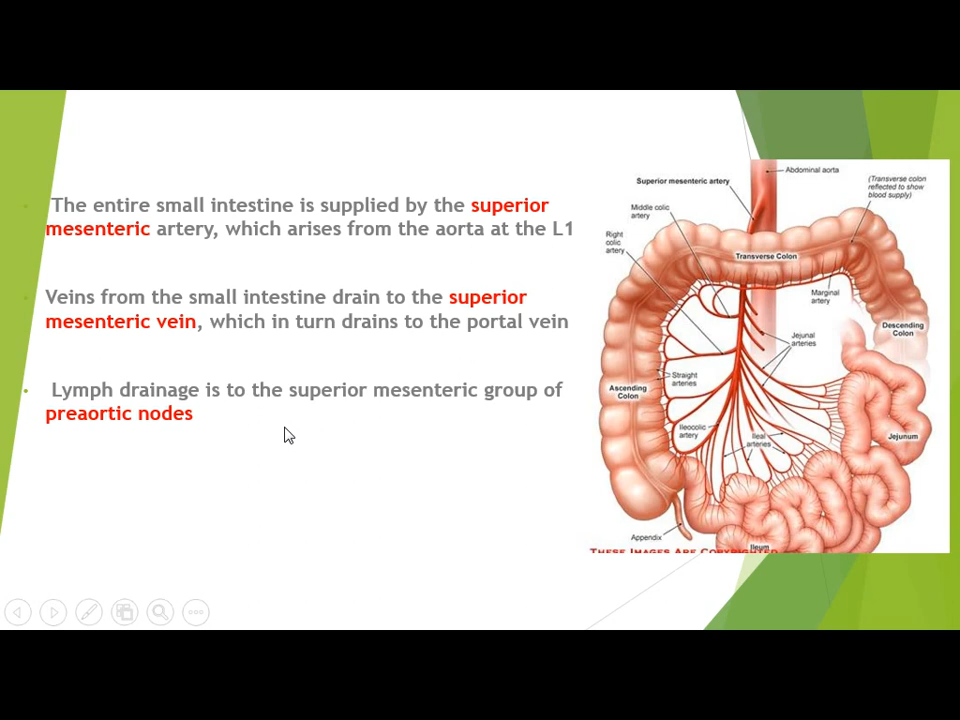 The entire small intestine is supplied by the superior
mesenteric artery, which arises from the aorta at the L1
Veins from the small intestine drain to the superior
mesenteric vein, which in turn drains to the portal vein
Lymph drainage is to the superior mesenteric group of
preaortic nodes
Abdominal aorta
Superior mesenteric artery
(Transverse colon
reflected to show
blood supply)
Middle colic
artery
Right
colic
artery
Transverse Colon
Marginal
artery
Descending
Colon
Jejunal
arteries
Straight
arteries
Ascending
Colon
Ileocolic
artery
Ileal
arteries
Jejunum
Appendix
Ileum
THESE IMAGES ARE COPYRIGHTED